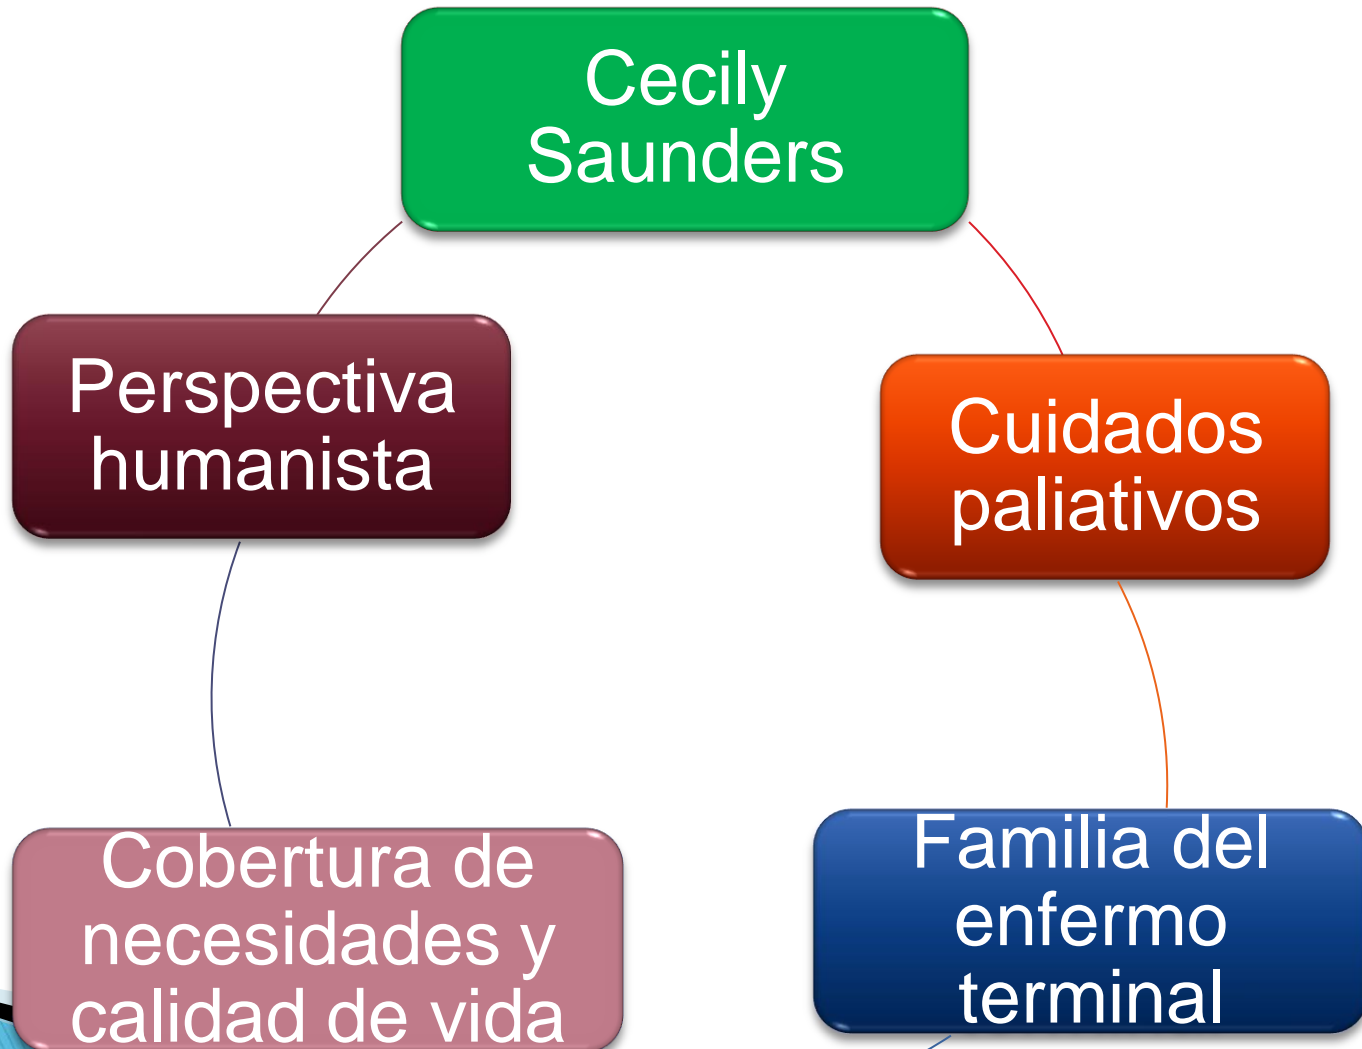 Cecily
Saunders
Perspectiva
humanista
Cuidados
paliativos
Cobertura de
necesidades y
calidad de vida
Familia del
enfermo
terminal